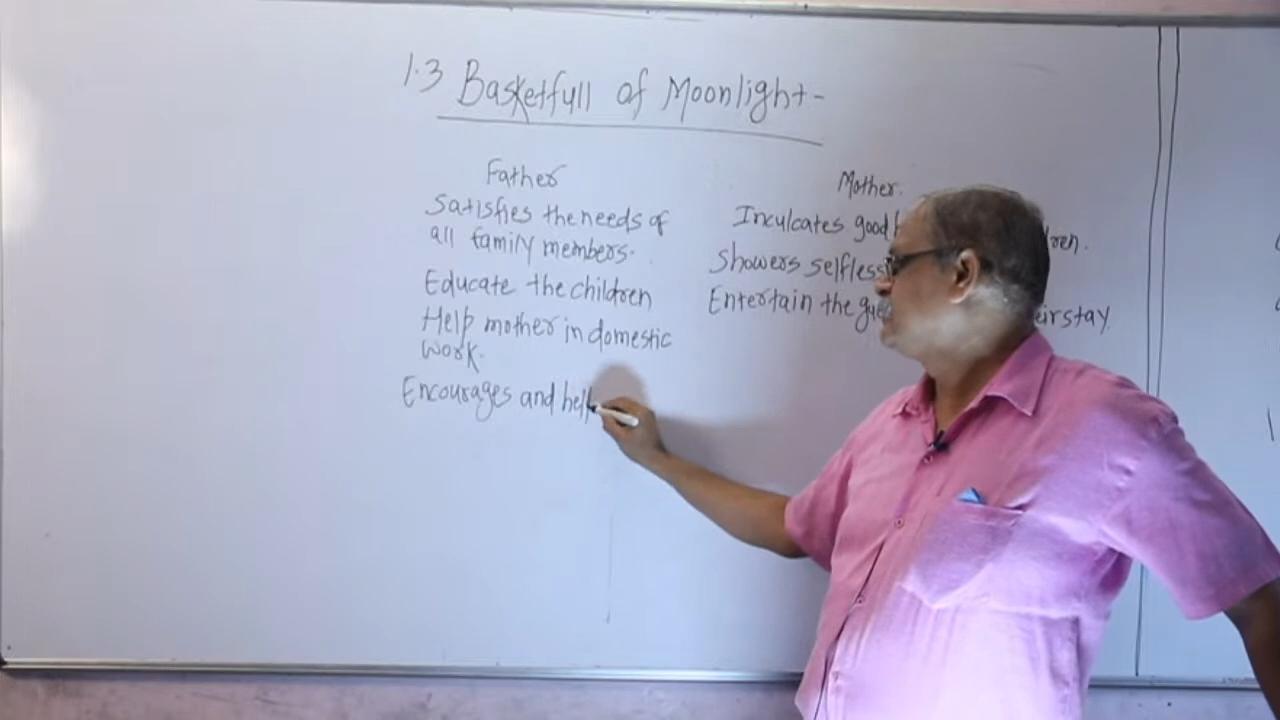 1.3 Basketfull of Moonlight-
Father
Satisfies the needs of
all family members.
Educate the children
Help mother in domestic
work.
Encourages and help
Mother.
Inculcates good
Showers selfless
Entertain the stay.